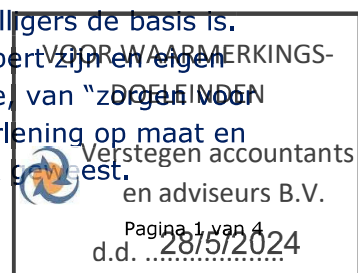 lligers de basis is.
VOOR WAARMERKINGS-
pert zijn en eigen
DOELEINDEN
e, van “zorgen voor
rlening op maat en
Verstegen accountants
geweest.
en adviseurs B.V.
Pagina 1 van 4
d.d. 28/5/2024